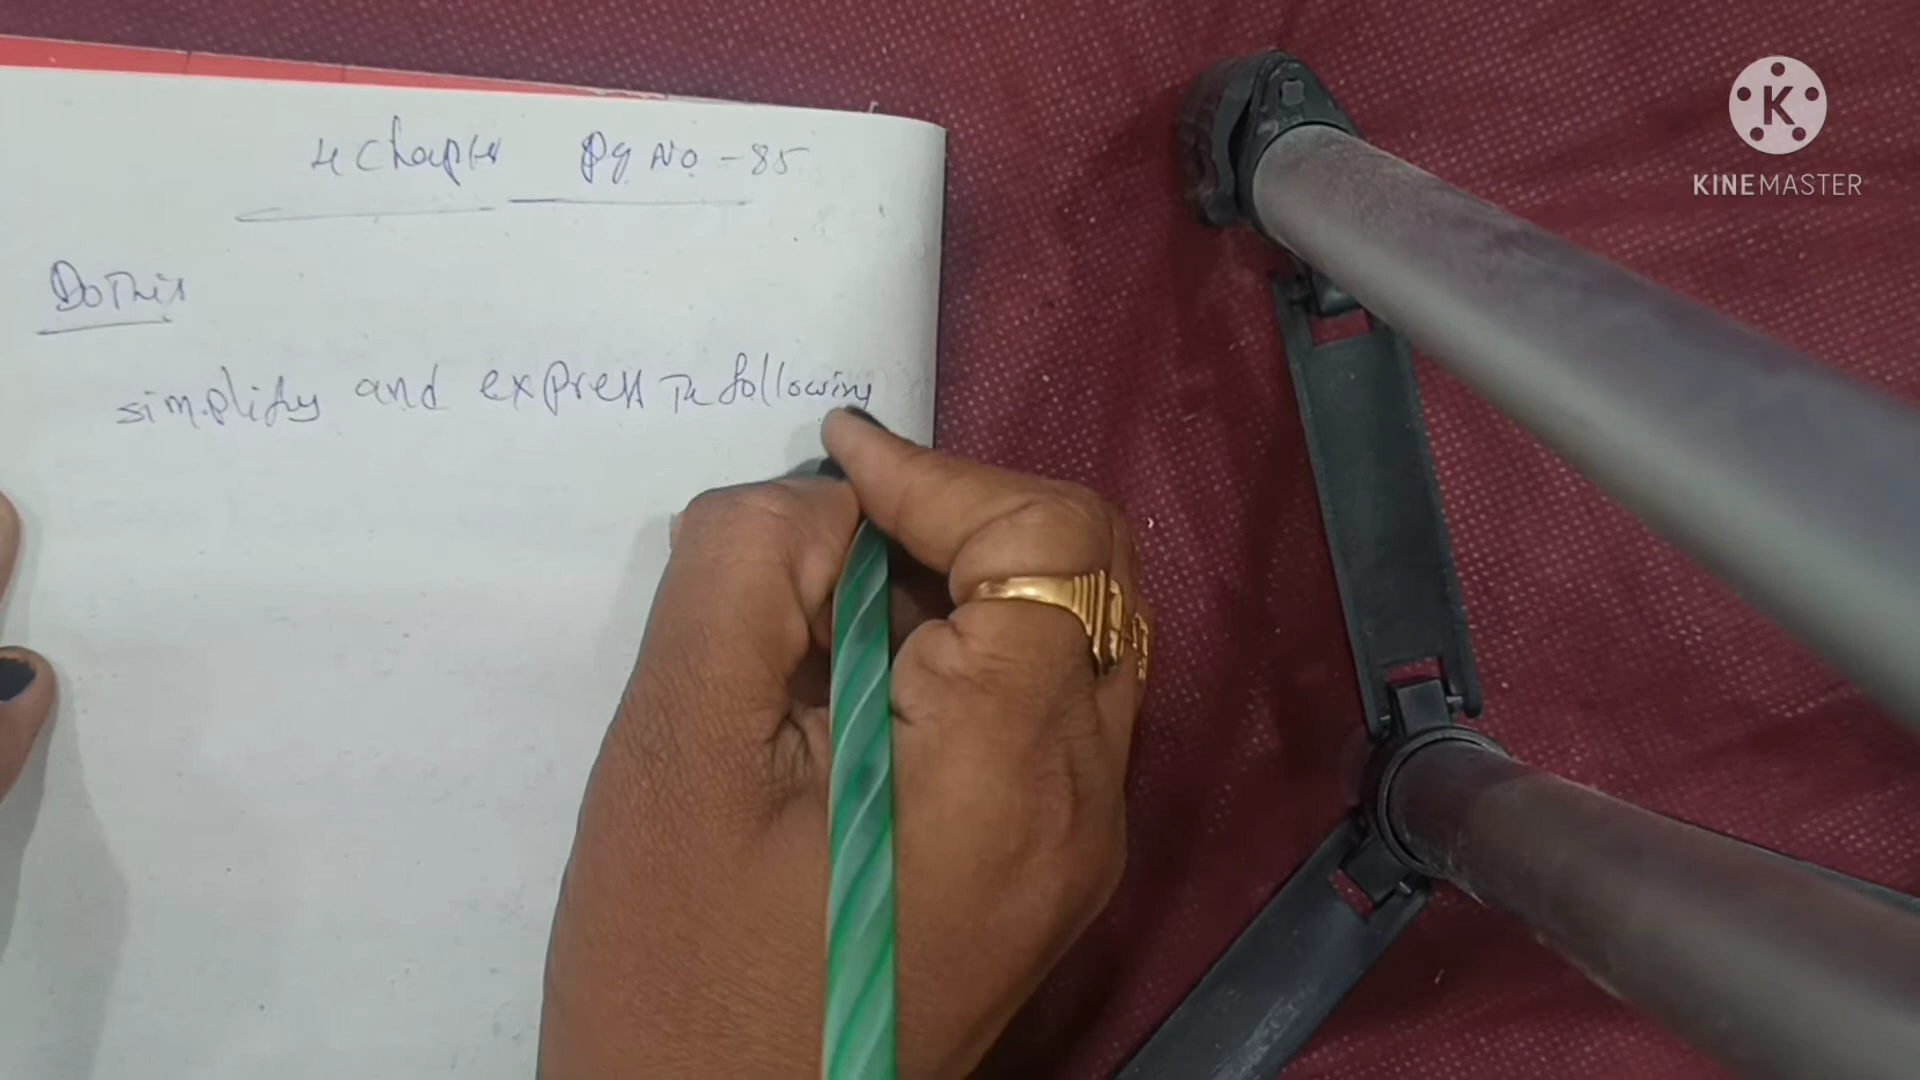 4 Chapter Pg No - 85
Do This
simplify and express The following
K
KINEMASTER